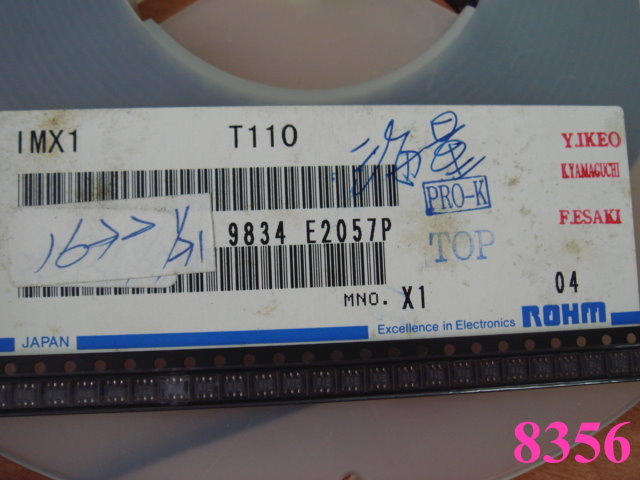 IMX1 T110
Y.IKEO
K.YAMAGUCHI
PRO-K
F.ESAKI
9834 E2057P
TOP
MNO. X1 04
Excellence in Electronics ROHM
JAPAN
8356